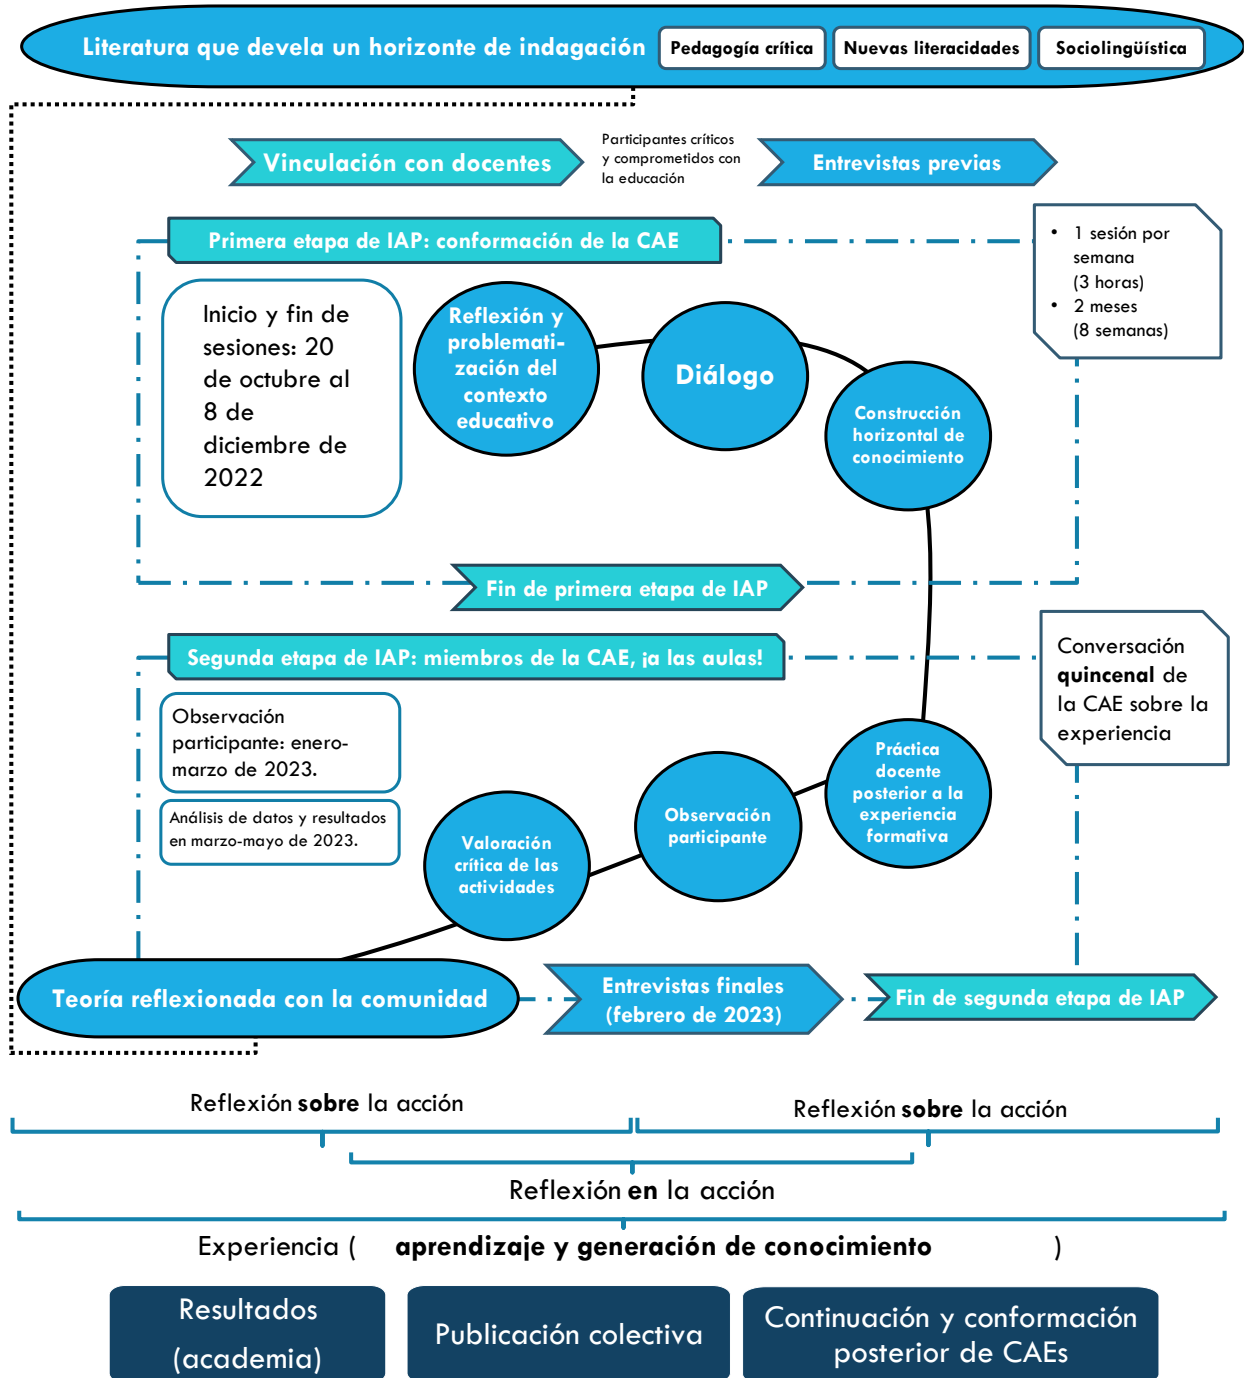 Literatura que devela un horizonte de indagación
Pedagogía crítica
Nuevas literacidades
Sociolingüística
Vinculación con docentes
Participantes críticos
y comprometidos con
la educación
Entrevistas previas
Primera etapa de IAP: conformación de la CAE
• 1 sesión por
semana
(3 horas)
• 2 meses
(8 semanas)
Inicio y fin de
sesiones: 20
de octubre al
8 de
diciembre de
2022
Reflexión y
problemati-
zación del
contexto
educativo
Diálogo
Construcción
horizontal de
conocimiento
Fin de primera etapa de IAP
Segunda etapa de IAP: miembros de la CAE, ¡a las aulas!
Conversación
quincenal de
la CAE sobre la
experiencia
Observación
participante: enero-
marzo de 2023.
Análisis de datos y resultados
en marzo-mayo de 2023.
Práctica
docente
posterior a la
experiencia
formativa
Observación
participante
Valoración
crítica de las
actividades
Teoría reflexionada con la comunidad
Entrevistas finales
(febrero de 2023)
Fin de segunda etapa de IAP
Reflexión sobre la acción
Reflexión sobre la acción
Reflexión en la acción
Experiencia ( aprendizaje y generación de conocimiento )
Resultados
(academia)
Publicación colectiva
Continuación y conformación
posterior de CAEs